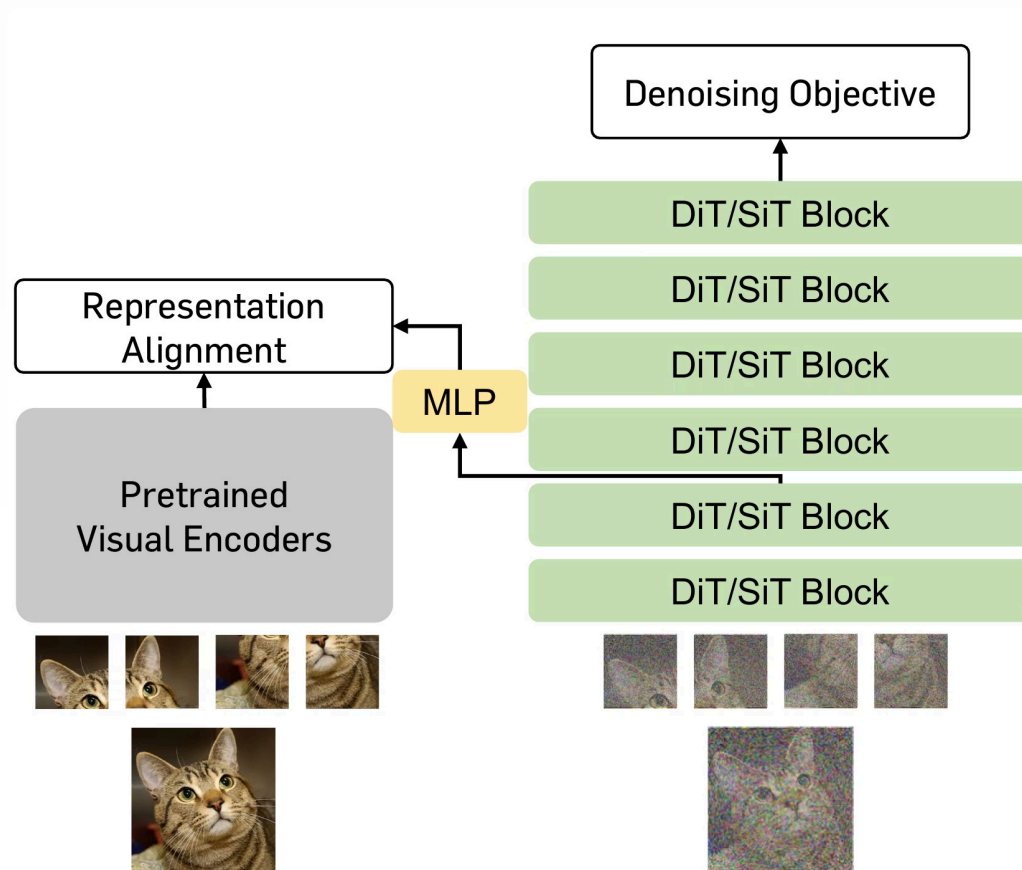 Denoising Objective
DiT/SiT Block
DiT/SiT Block
Representation
Alignment
DiT/SiT Block
MLP
DiT/SiT Block
Pretrained
Visual Encoders
DiT/SiT Block
DiT/SiT Block